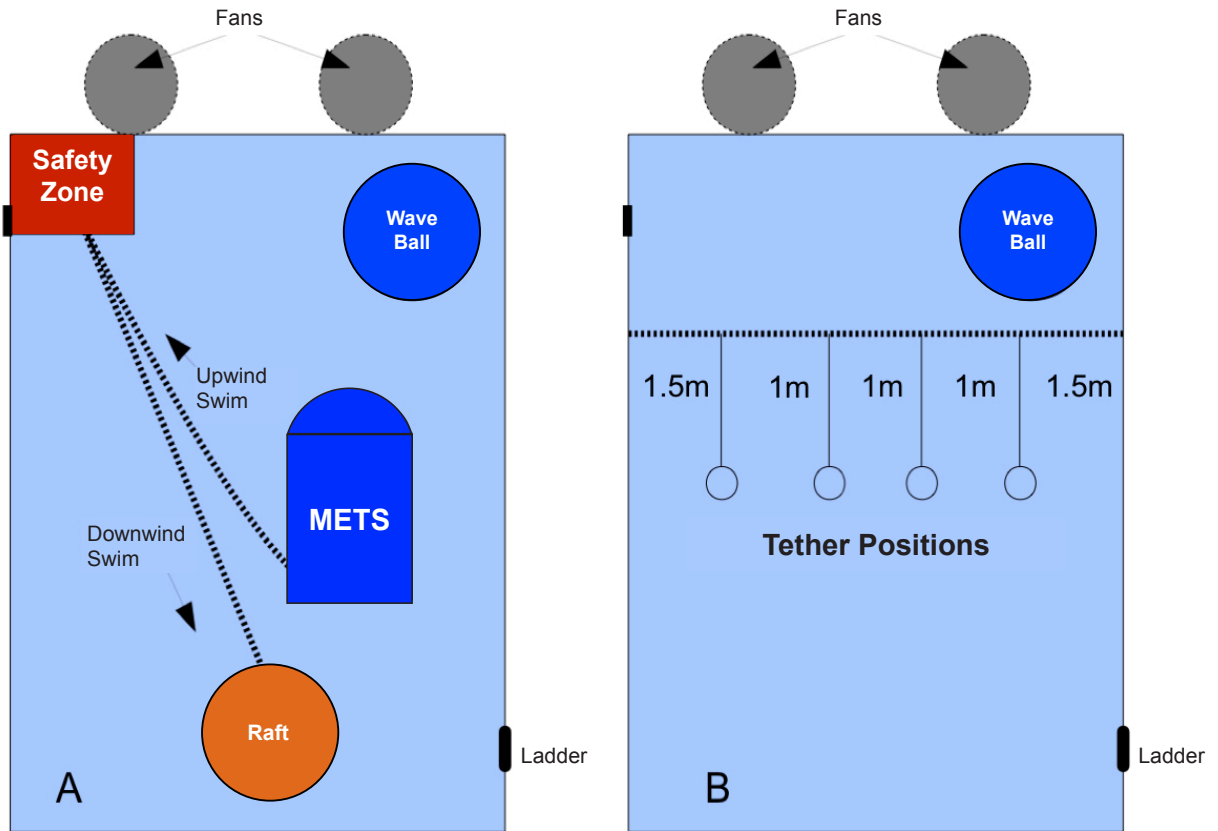 Fans
Safety
Zone
Wave
Ball
Upwind
Swim
METS
Downwind
Swim
Raft
Ladder
A
Fans
Wave
Ball
1.5m 1m 1m 1m 1.5m
Tether Positions
Ladder
B